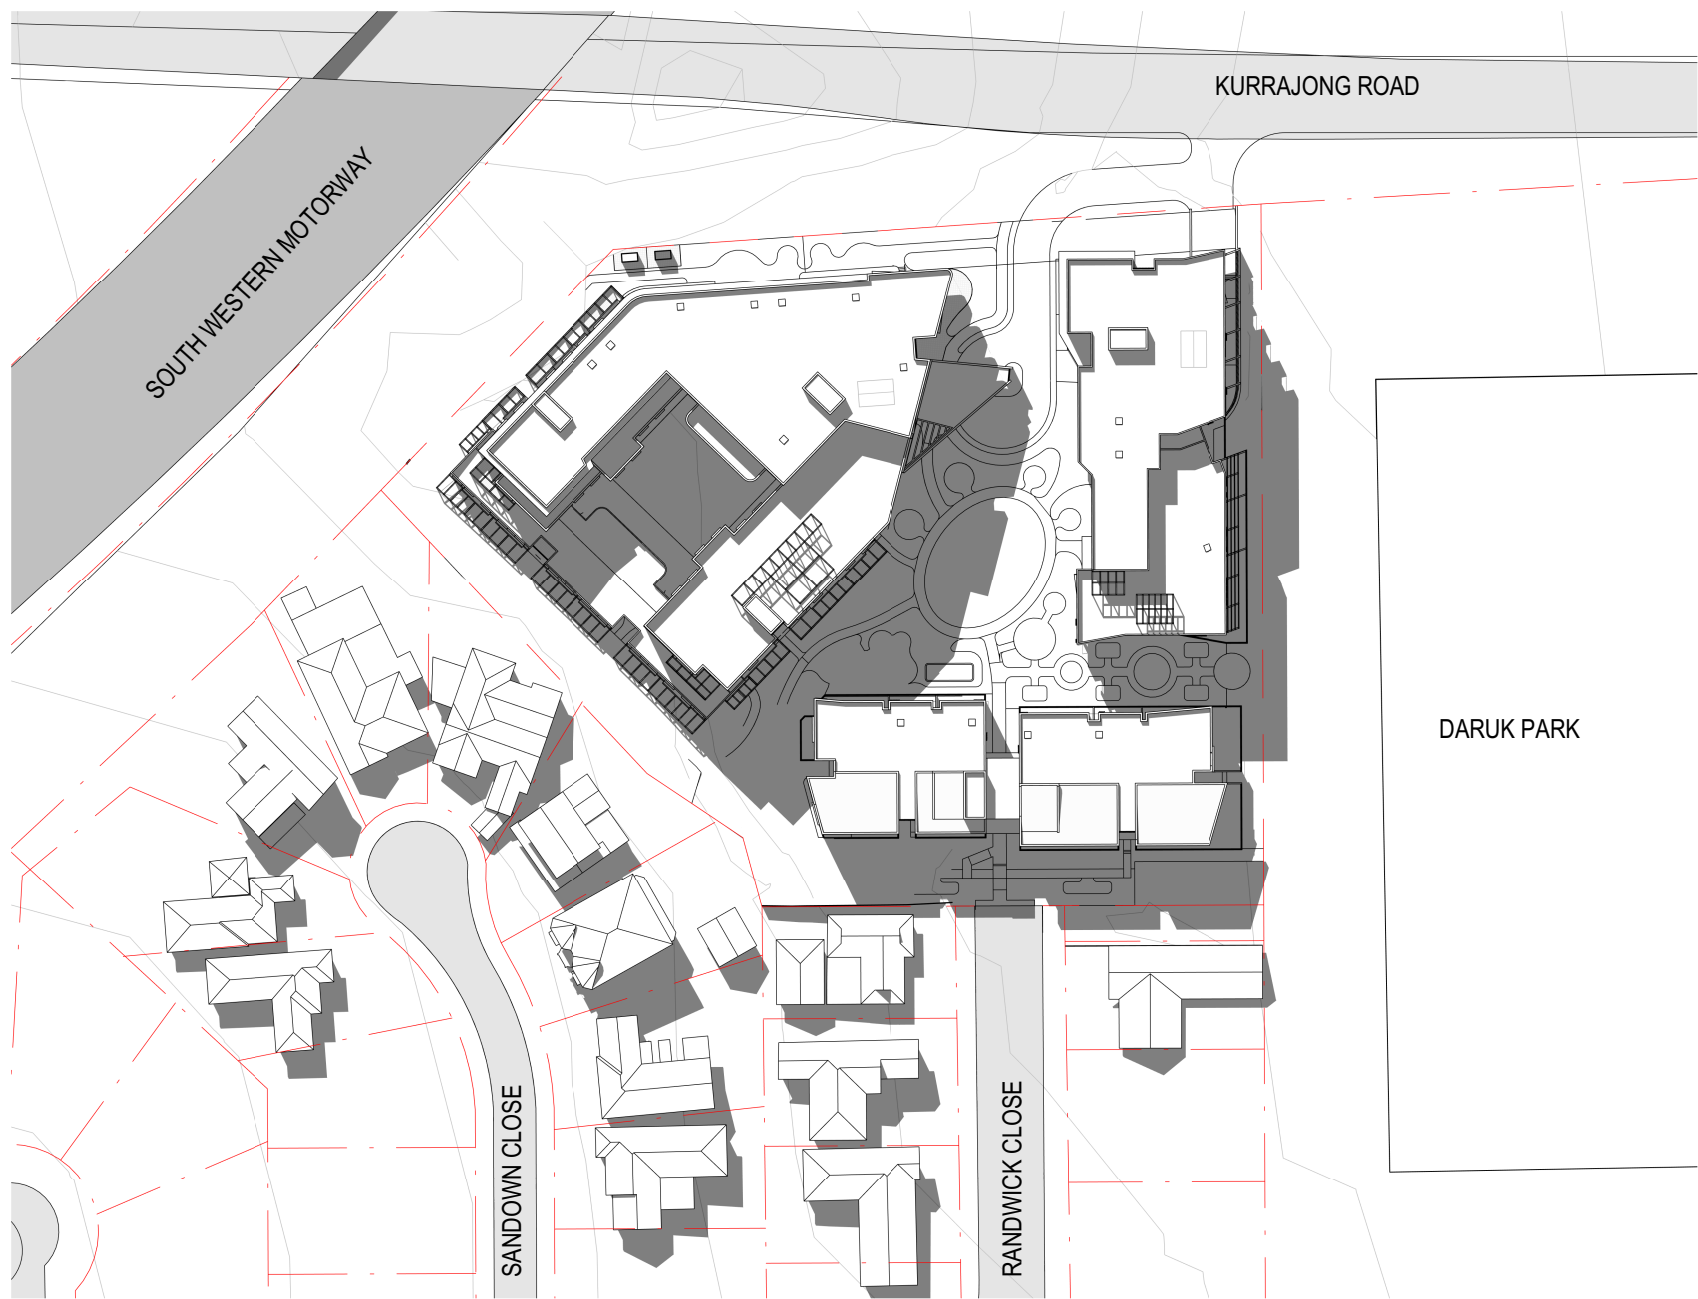 KURRAJONG ROAD
SOUTH WESTERN MOTORWAY
DARUK PARK
SANDOWN CLOSE
RANDWICK CLOSE